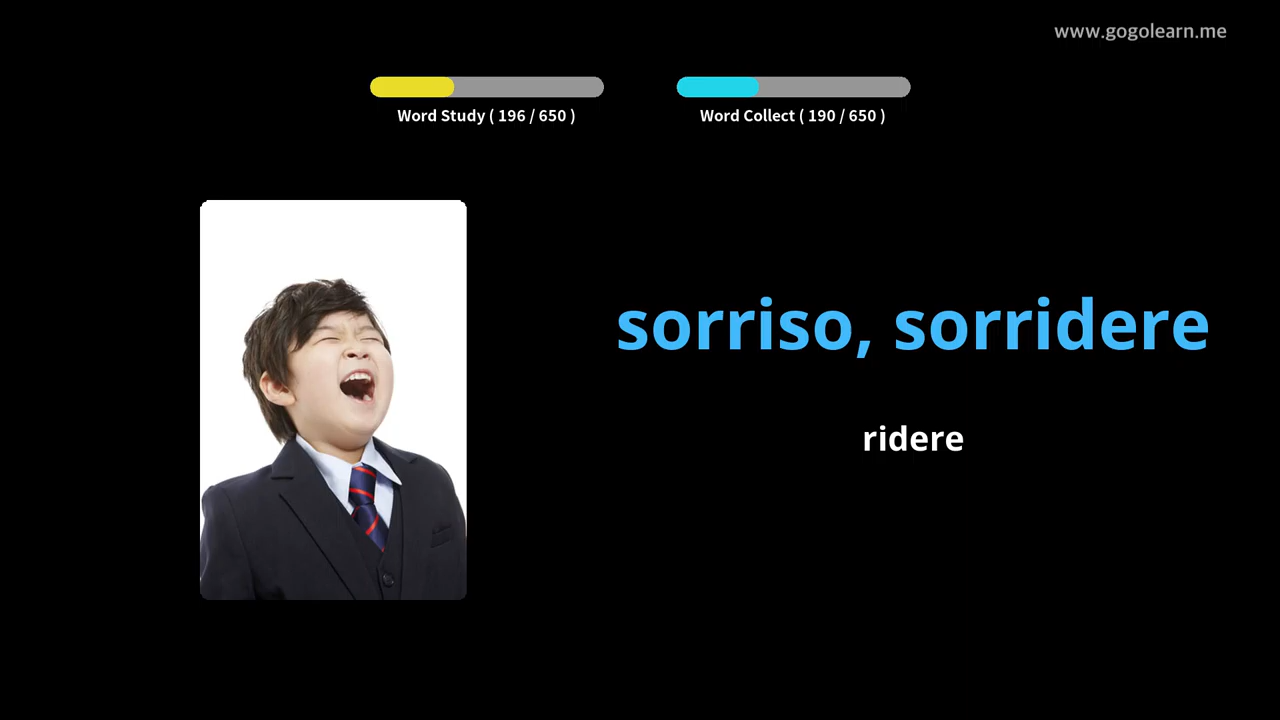 www.gogolearn.me
Word Study ( 196 / 650 )
Word Collect ( 190 / 650 )
sorriso, sorridere
ridere